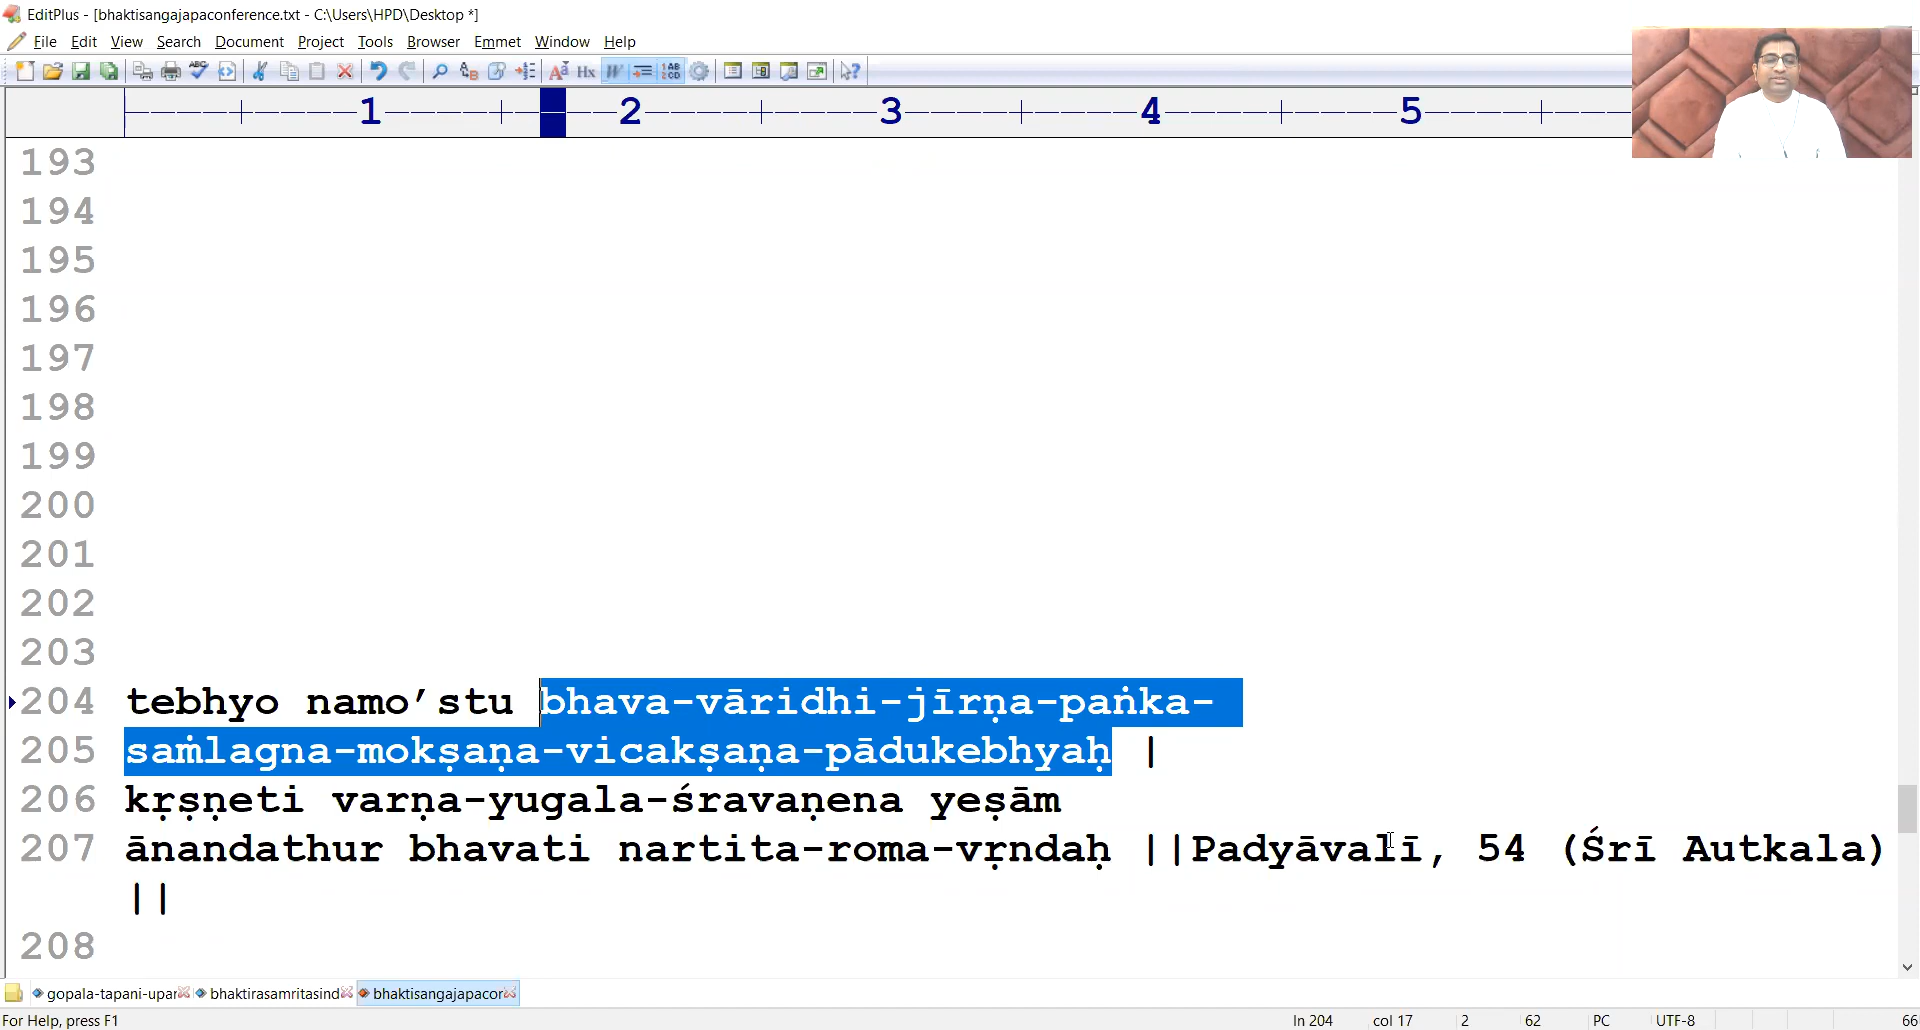 EditPlus - [bhaktisangajapaconference.txt - C:\Users\HPD\Desktop *]
File Edit View Search Document Project Tools Browser Emmet Window Help
1 2 3 4 5
193
194
195
196
197
198
199
200
201
202
203
204 tebhyo namo’stu bhava-vāridhi-jīrṇa-paṅka-
205 saṁlagna-mokṣaṇa-vicakṣaṇa-pādukebhyaḥ |
206 kṛṣṇeti varṇa-yugala-śravaṇena yeṣām
207 ānandathur bhavati nartita-roma-vṛndaḥ ||Padyāvalī, 54 (Śrī Autkala)
||
208
gopala-tapani-upar bhaktirasamritasind bhaktisangajapacor
For Help, press F1 ln 204 col 17 2 62 PC UTF-8 66